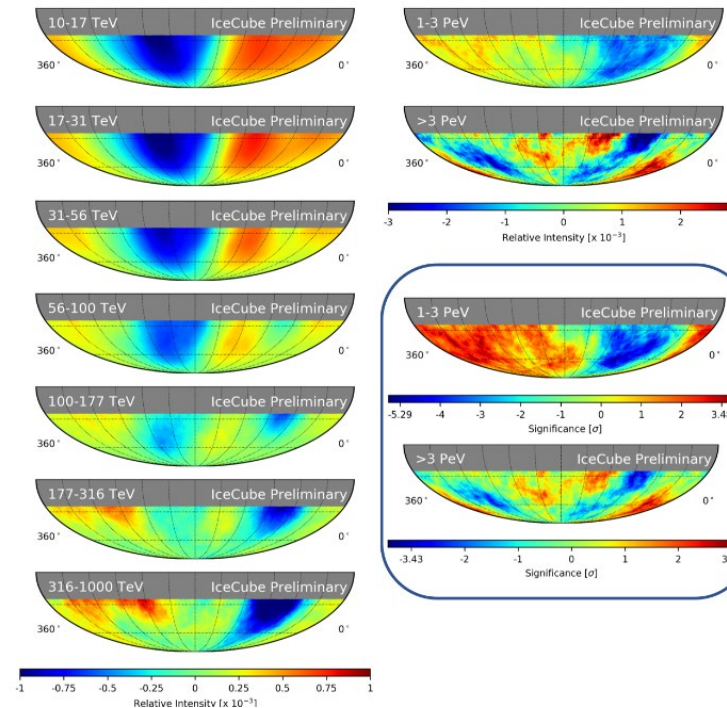 10-17 TeV IceCube Preliminary
360° 0°
17-31 TeV IceCube Preliminary
360° 0°
31-56 TeV IceCube Preliminary
360° 0°
56-100 TeV IceCube Preliminary
360° 0°
100-177 TeV IceCube Preliminary
360° 0°
177-316 TeV IceCube Preliminary
360° 0°
316-1000 TeV IceCube Preliminary
360° 0°
-1 -0.75 -0.5 -0.25 0 0.25 0.5 0.75 1
Relative Intensity [x 10⁻³]
1-3 PeV IceCube Preliminary
360° 0°
>3 PeV IceCube Preliminary
360° 0°
-3 -2 -1 0 1 2
Relative Intensity [x 10⁻³]
1-3 PeV IceCube Preliminary
360° 0°
-5.29 -4 -3 -2 -1 0 1 2 3.4
Significance [σ]
>3 PeV IceCube Preliminary
360° 0°
-3.43 -2 -1 0 1 2 3
Significance [σ]